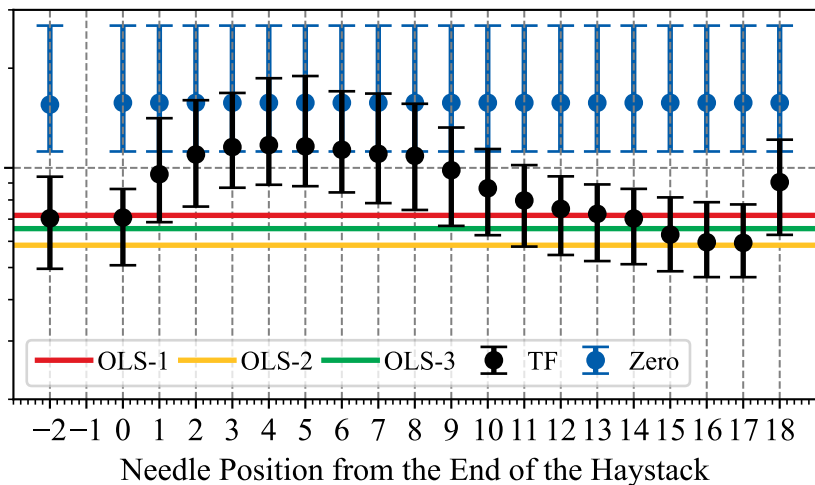 OLS-1 OLS-2 OLS-3 TF Zero
−2 −1 0 1 2 3 4 5 6 7 8 9 10 11 12 13 14 15 16 17 18
Needle Position from the End of the Haystack